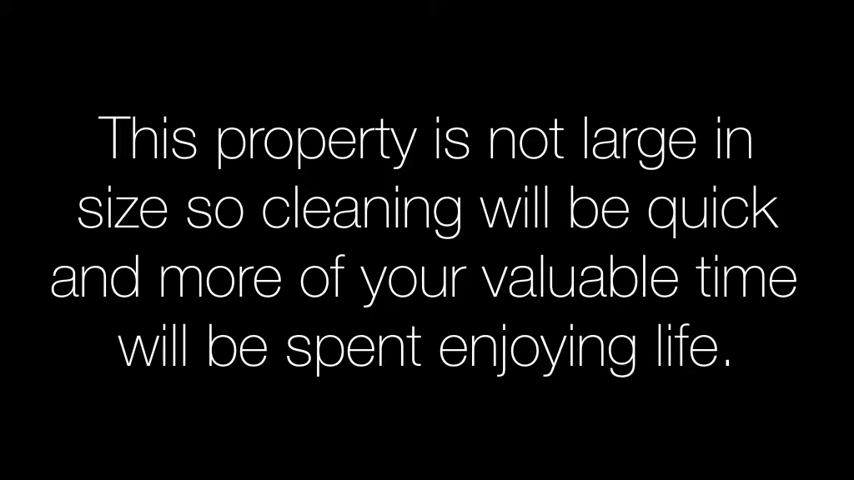 This property is not large in
size so cleaning will be quick
and more of your valuable time
will be spent enjoying life.